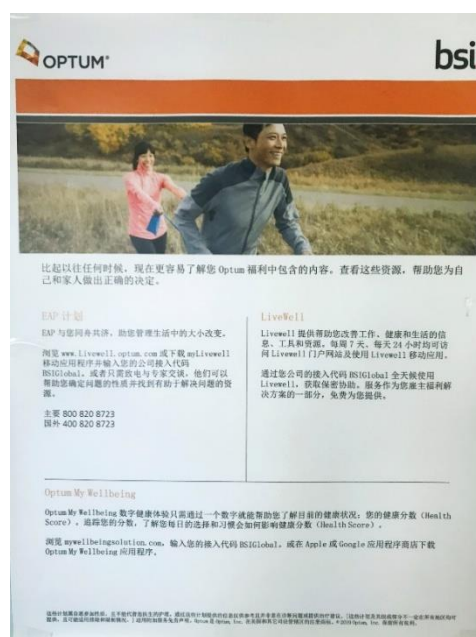 OPTUM®
bsi
比起以往任何时候，现在更容易了解您 Optum 福利中包含的内容。查看这些资源，帮助您为自
己和家人做出正确的决定。
EAP 计划
EAP 与您同舟共济，助您管理生活中的大小改变。
浏览 www.Livewell.optum.com 或下载 myLivewell
移动应用程序并输入您的公司接入代码
BSIGlobal。或者只需致电与专家交谈，他们可以
帮助您确定问题的性质并找到有助于解决问题的资
源。
主要 800 820 8723
国外 400 820 8723
LiveWell
Livewell 提供帮助您改善工作、健康和生活的信
息、工具和资源，每周 7 天、每天 24 小时均可访
问 Livewell 门户网站及使用 Livewell 移动应用。
通过您公司的接入代码 BSIGlobal 全天候使用
Livewell，获取保密协助。服务作为您雇主福利解
决方案的一部分，免费为您提供。
Optum My Wellbeing
Optum My Wellbeing 数字健康体验只需通过一个数字就能帮助您了解目前的健康状况：您的健康分数（Health
Score）。追踪您的分数，了解您每日的选择和习惯会如何影响健康分数（Health Score）。
浏览 mywellbeingsolution.com，输入您的接入代码 BSIGlobal，或在 Apple 或 Google 应用程序商店下载
Optum My Wellbeing 应用程序。